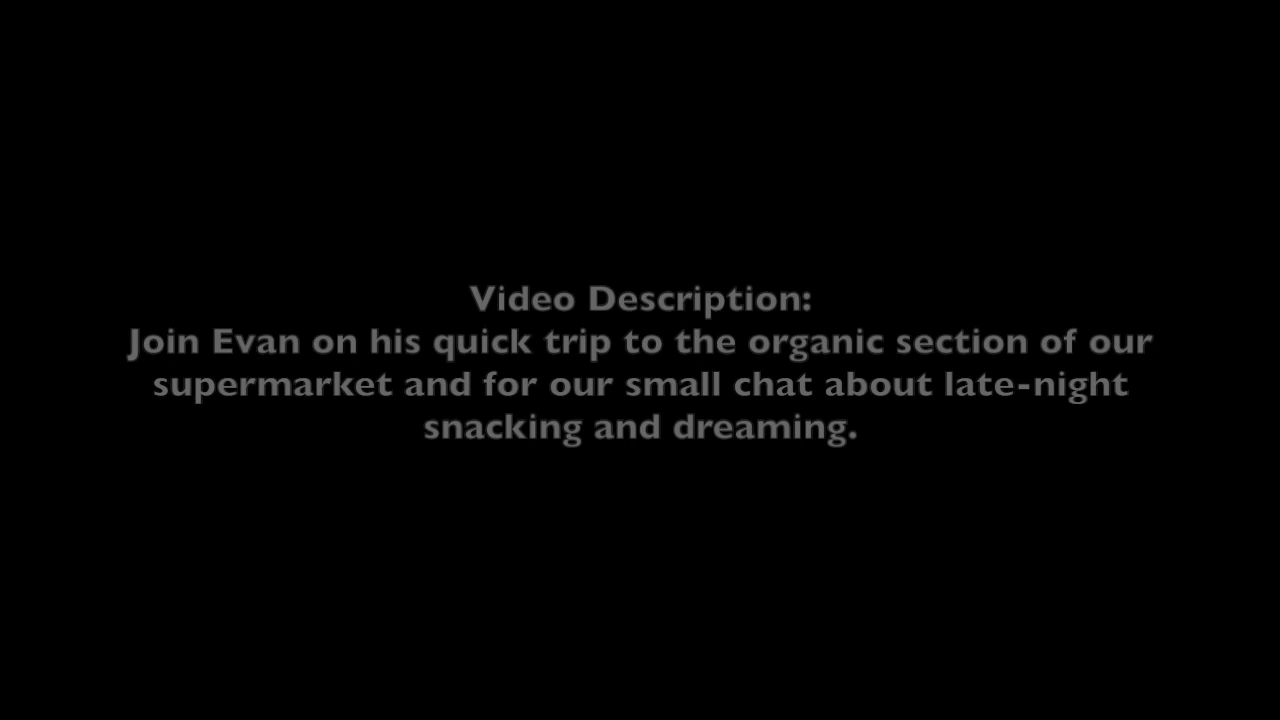 Video Description:
Join Evan on his quick trip to the organic section of our
supermarket and for our small chat about late-night
snacking and dreaming.